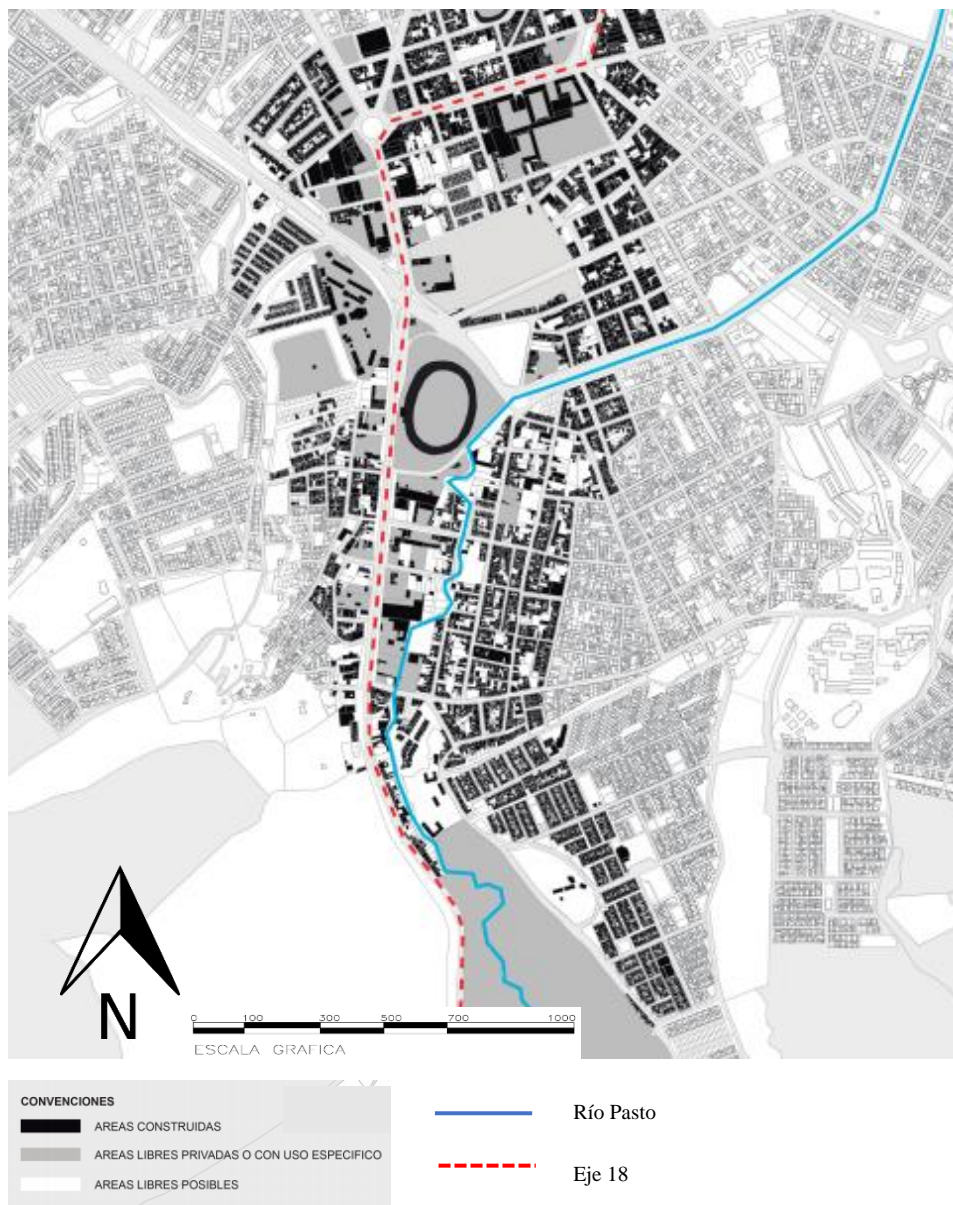 N
0 100 300 500 700 1000
ESCALA GRAFICA
CONVENCIONES
AREAS CONSTRUIDAS
AREAS LIBRES PRIVADAS O CON USO ESPECIFICO
AREAS LIBRES POSIBLES
Río Pasto
Eje 18